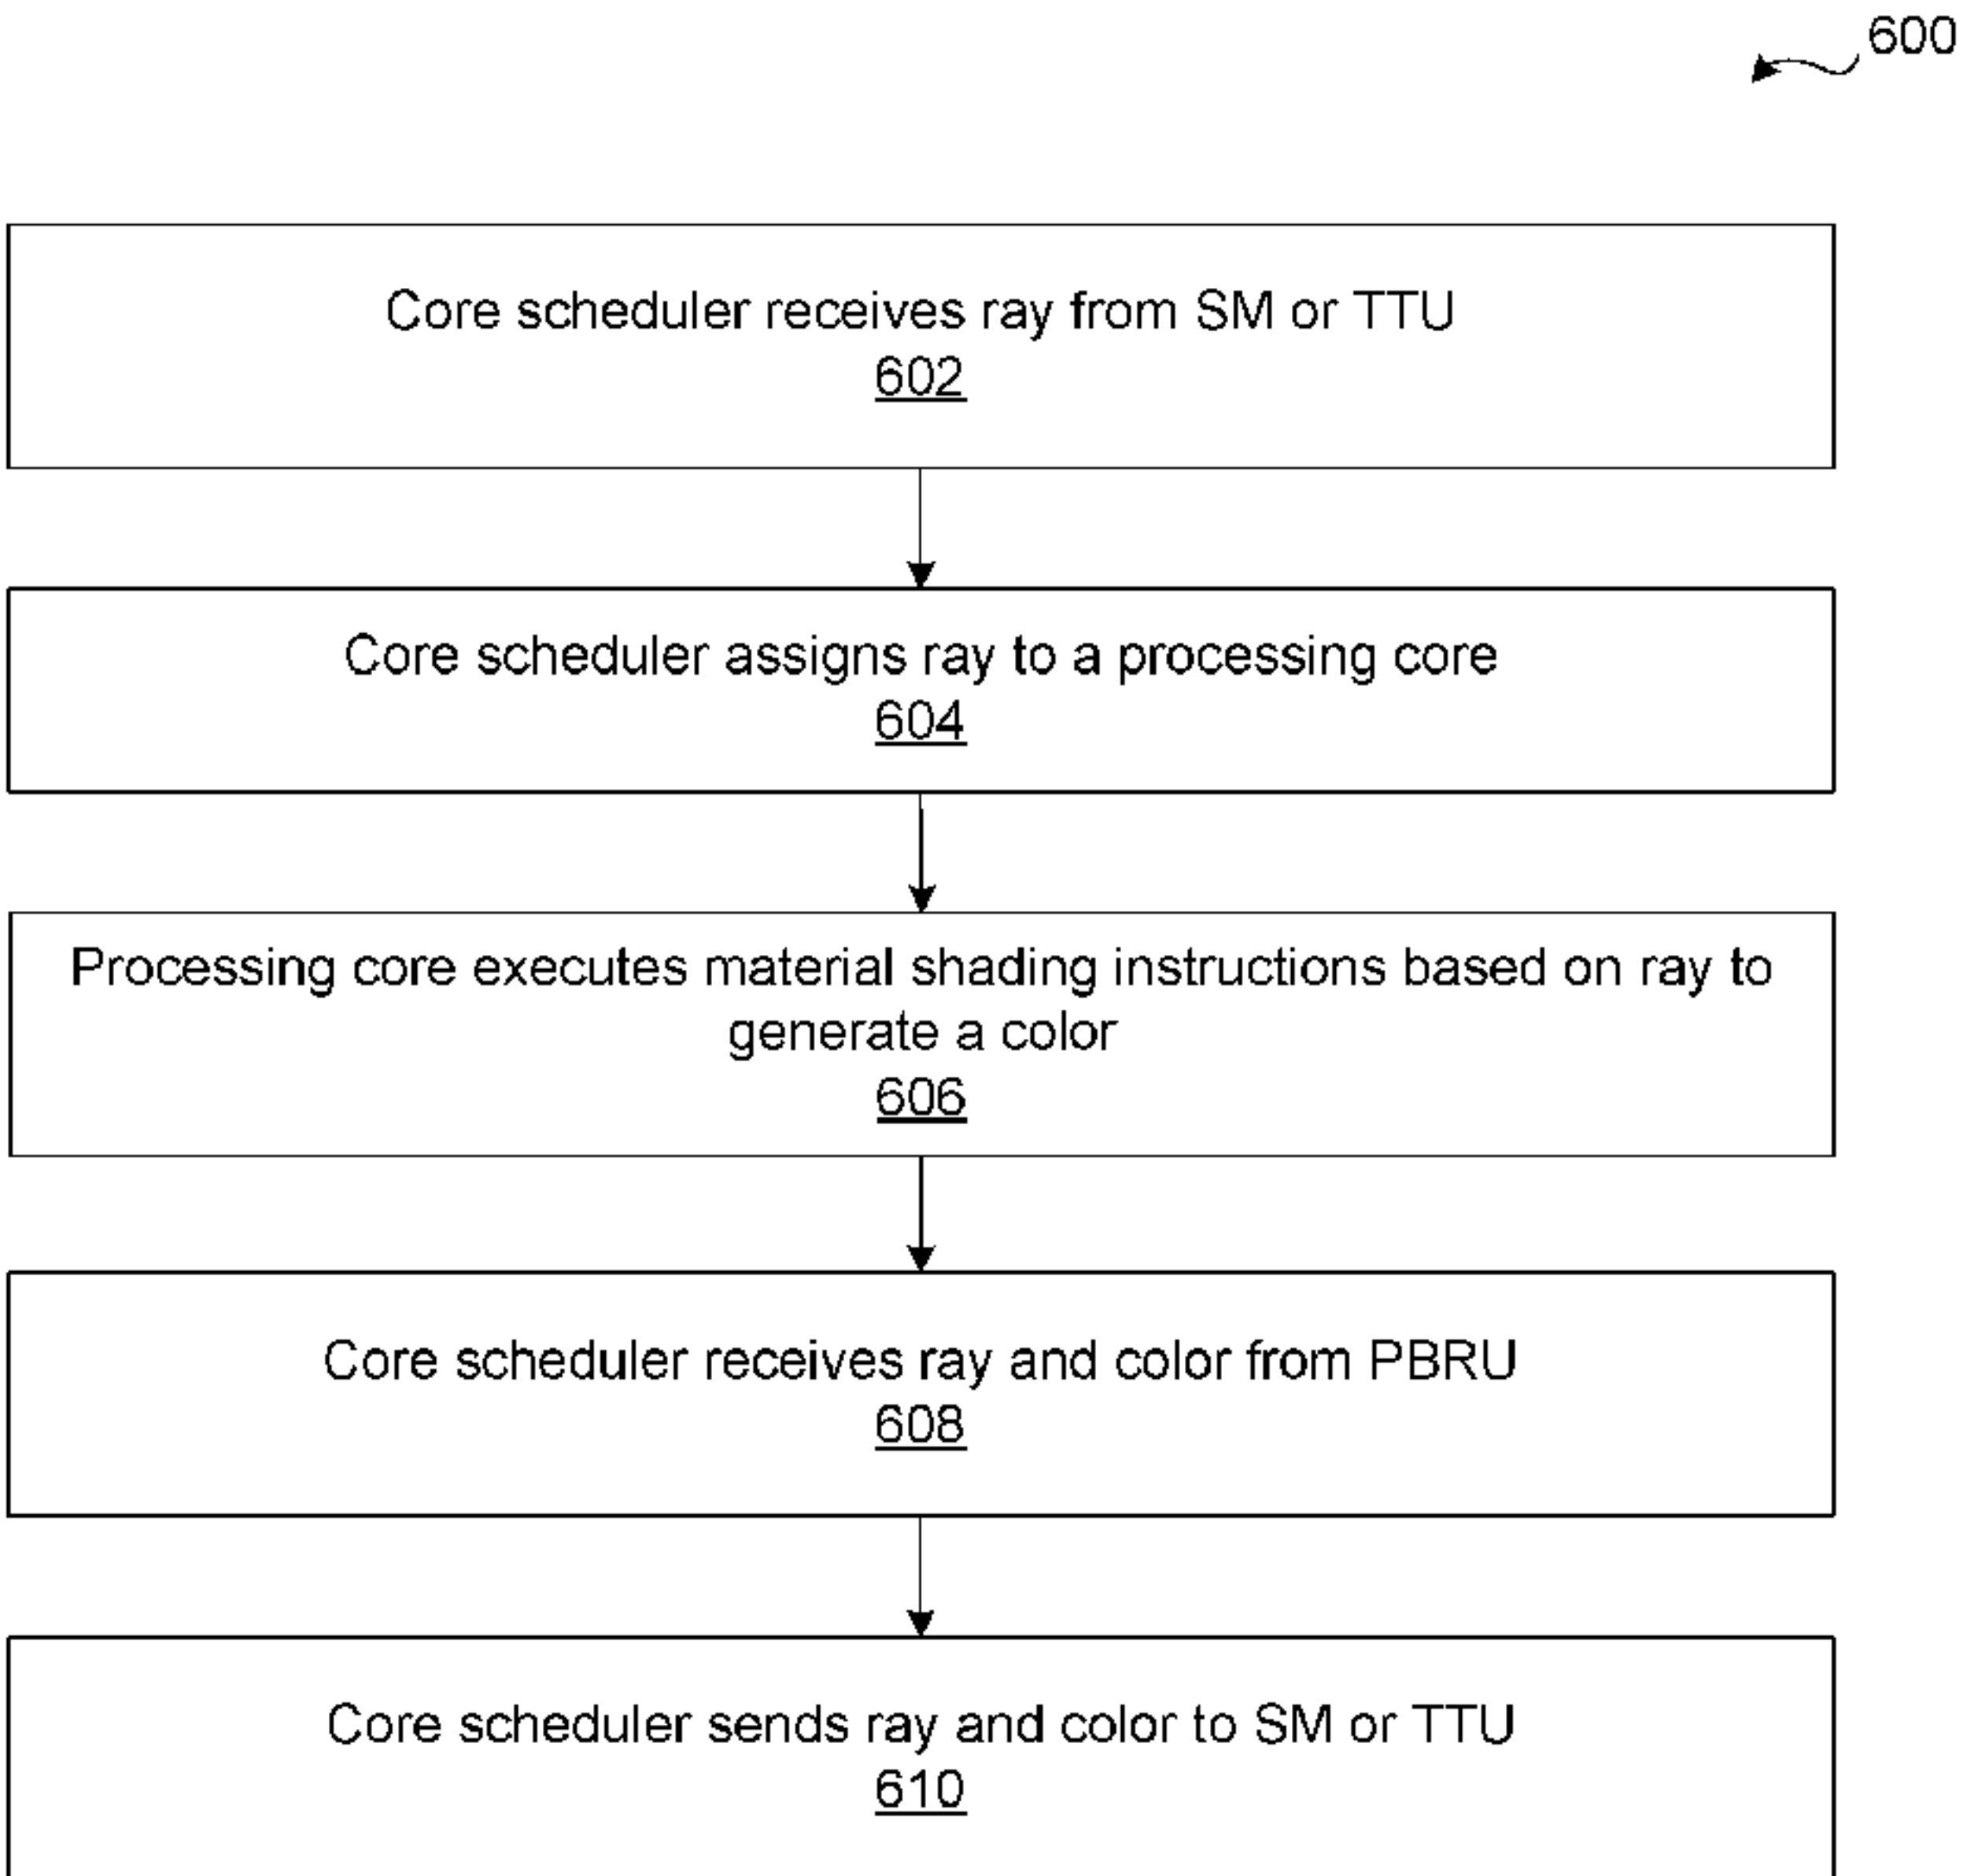 600
Core scheduler receives ray from SM or TTU
602
Core scheduler assigns ray to a processing core
604
Processing core executes material shading instructions based on ray to
generate a color
606
Core scheduler receives ray and color from PBRU
608
Core scheduler sends ray and color to SM or TTU
610